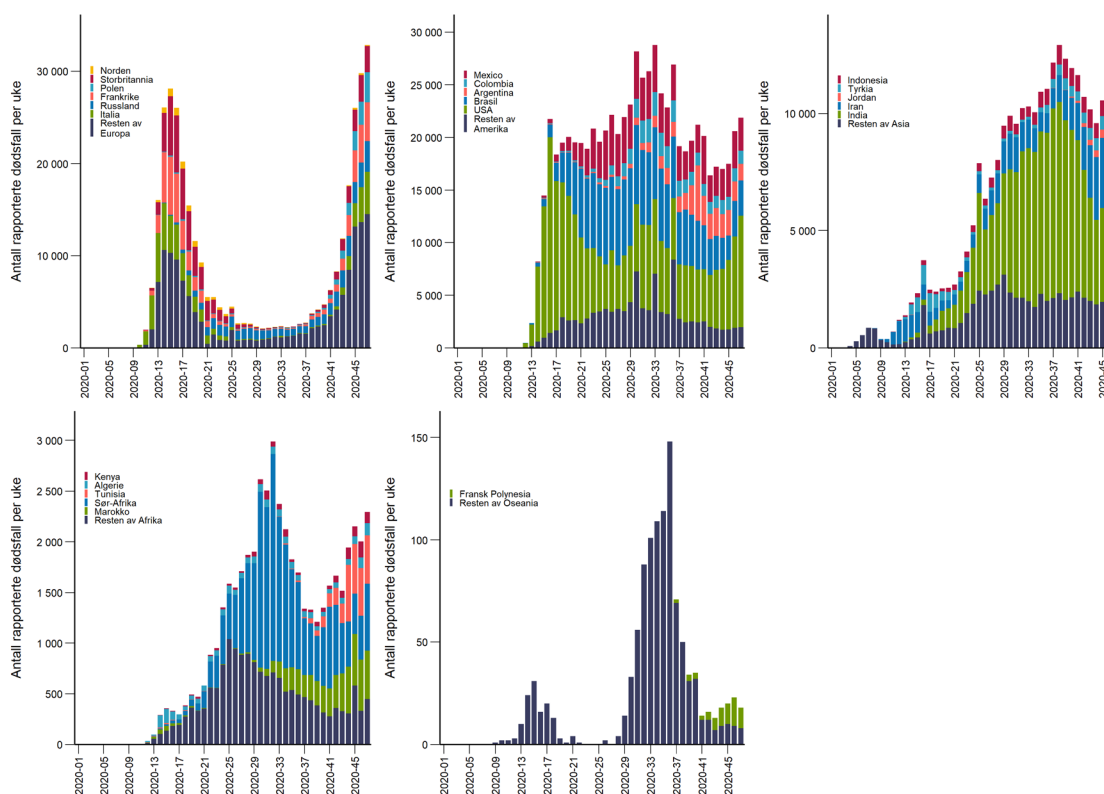 Antall rapporterte dødsfall per uke
30 000
20 000
10 000
0
Norden
Storbritannia
Polen
Frankrike
Russland
Italia
Resten av
Europa
2020-01
2020-05
2020-09
2020-13
2020-17
2020-21
2020-25
2020-29
2020-33
2020-37
2020-41
2020-45
Antall rapporterte dødsfall per uke
30 000
25 000
20 000
15 000
10 000
5 000
0
Mexico
Colombia
Argentina
Brasil
USA
Resten av
Amerika
2020-01
2020-05
2020-09
2020-13
2020-17
2020-21
2020-25
2020-29
2020-33
2020-37
2020-41
2020-45
Antall rapporterte dødsfall per uke
10 000
5 000
0
Indonesia
Tyrkia
Jordan
Iran
India
Resten av Asia
2020-01
2020-05
2020-09
2020-13
2020-17
2020-21
2020-25
2020-29
2020-33
2020-37
2020-41
2020-45
Antall rapporterte dødsfall per uke
3 000
2 500
2 000
1 500
1 000
500
0
Kenya
Algerie
Tunisia
Sør-Afrika
Marokko
Resten av Afrika
2020-01
2020-05
2020-09
2020-13
2020-17
2020-21
2020-25
2020-29
2020-33
2020-37
2020-41
2020-45
Antall rapporterte dødsfall per uke
150
100
50
0
Fransk Polynesia
Resten av Oseania
2020-01
2020-05
2020-09
2020-13
2020-17
2020-21
2020-25
2020-29
2020-33
2020-37
2020-41
2020-45